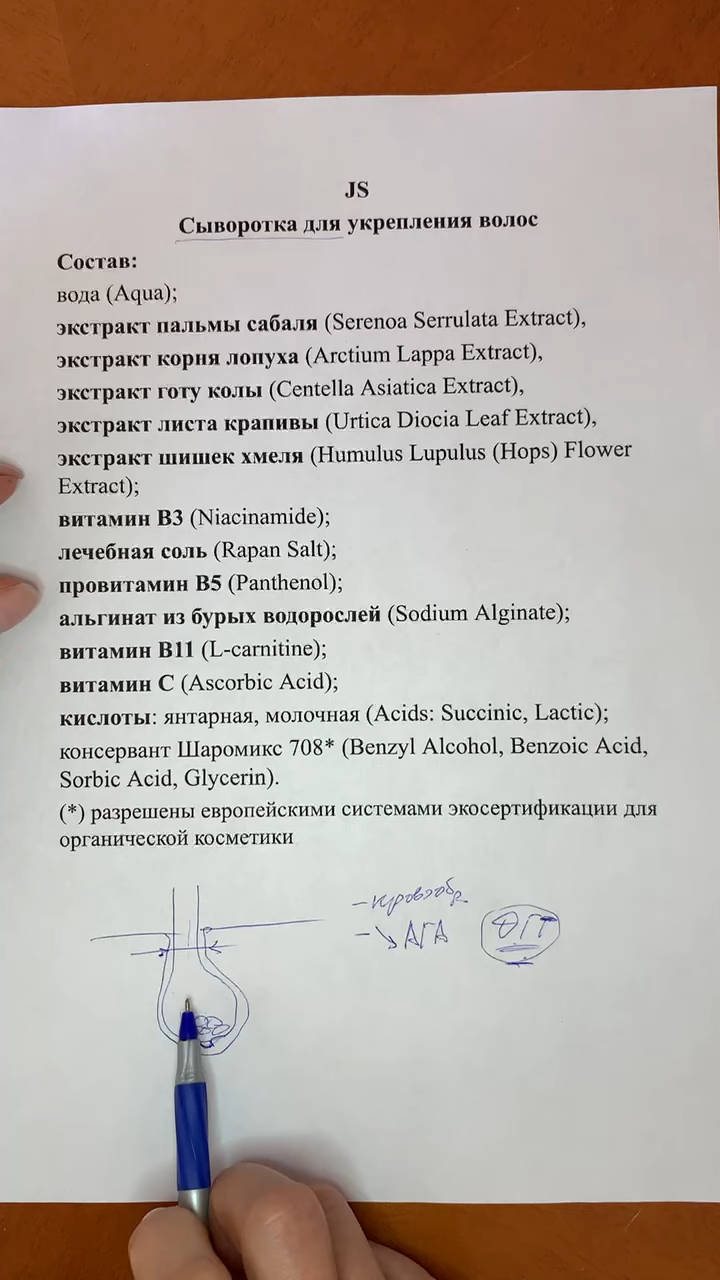 JS
Сыворотка для укрепления волос
Состав:
вода (Aqua);
экстракт пальмы сабаля (Serenoa Serrulata Extract),
экстракт корня лопуха (Arctium Lappa Extract),
экстракт готу колы (Centella Asiatica Extract),
экстракт листа крапивы (Urtica Diocia Leaf Extract),
экстракт шишек хмеля (Humulus Lupulus (Hops) Flower
Extract);
витамин В3 (Niacinamide);
лечебная соль (Rapan Salt);
провитамин В5 (Panthenol);
альгинат из бурых водорослей (Sodium Alginate);
витамин В11 (L-carnitine);
витамин С (Ascorbic Acid);
кислоты: янтарная, молочная (Acids: Succinic, Lactic);
консервант Шаромикс 708* (Benzyl Alcohol, Benzoic Acid,
Sorbic Acid, Glycerin).
(*) разрешены европейскими системами экосертификации для
органической косметики
- кровообр.
- ↘ АГА ДГТ